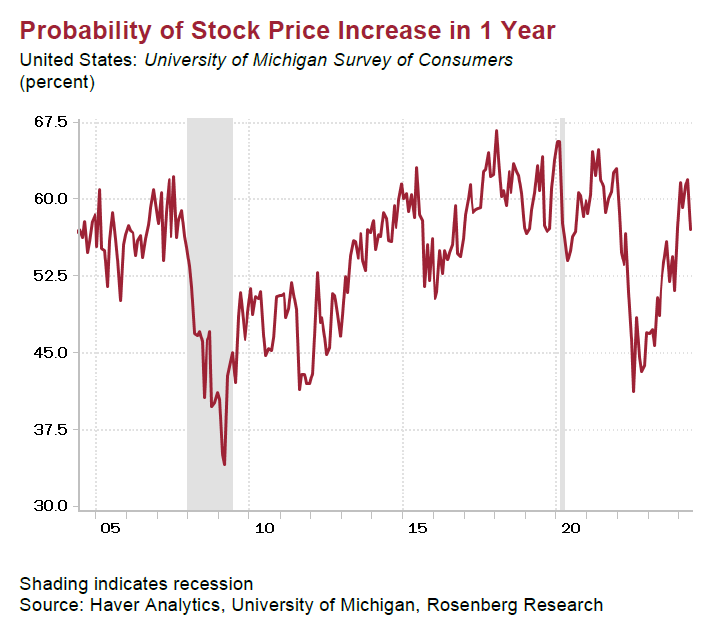 Probability of Stock Price Increase in 1 Year
United States: University of Michigan Survey of Consumers
(percent)
67.5
60.0
52.5
45.0
37.5
30.0
05 10 15 20
Shading indicates recession
Source: Haver Analytics, University of Michigan, Rosenberg Research